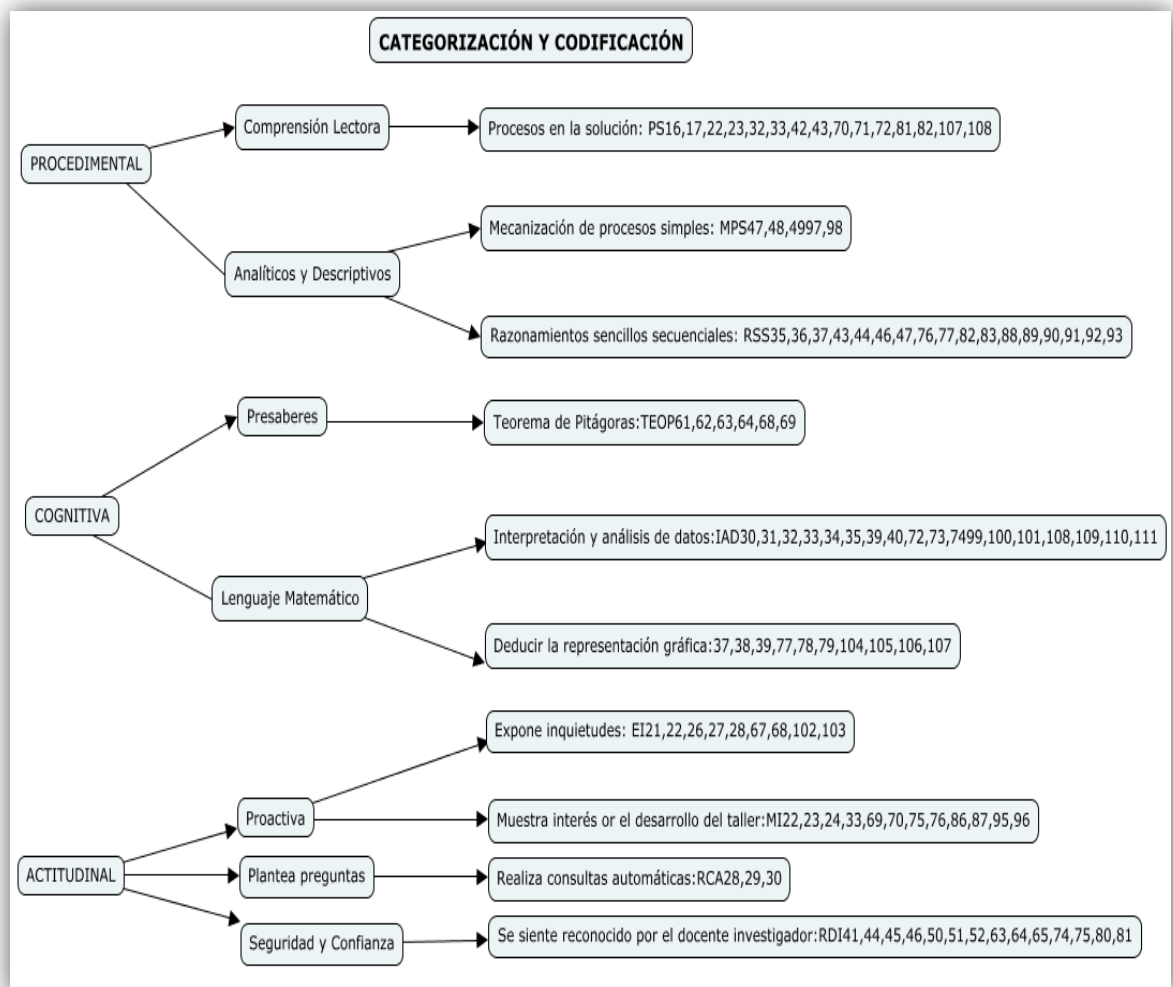 CATEGORIZACIÓN Y CODIFICACIÓN
PROCEDIMENTAL
Comprensión Lectora
Procesos en la solución: PS16,17,22,23,32,33,42,43,70,71,72,81,82,107,108
Analíticos y Descriptivos
Mecanización de procesos simples: MPS47,48,4997,98
Razonamientos sencillos secuenciales: RSS35,36,37,43,44,46,47,76,77,82,83,88,89,90,91,92,93
COGNITIVA
Presaberes
Teorema de Pitágoras:TEOP61,62,63,64,68,69
Lenguaje Matemático
Interpretación y análisis de datos:IAD30,31,32,33,34,35,39,40,72,73,7499,100,101,108,109,110,111
Deducir la representación gráfica:37,38,39,77,78,79,104,105,106,107
ACTITUDINAL
Proactiva
Expone inquietudes: EI21,22,26,27,28,67,68,102,103
Muestra interés or el desarrollo del taller:MI22,23,24,33,69,70,75,76,86,87,95,96
Plantea preguntas
Realiza consultas automáticas:RCA28,29,30
Seguridad y Confianza
Se siente reconocido por el docente investigador:RDI41,44,45,46,50,51,52,63,64,65,74,75,80,81